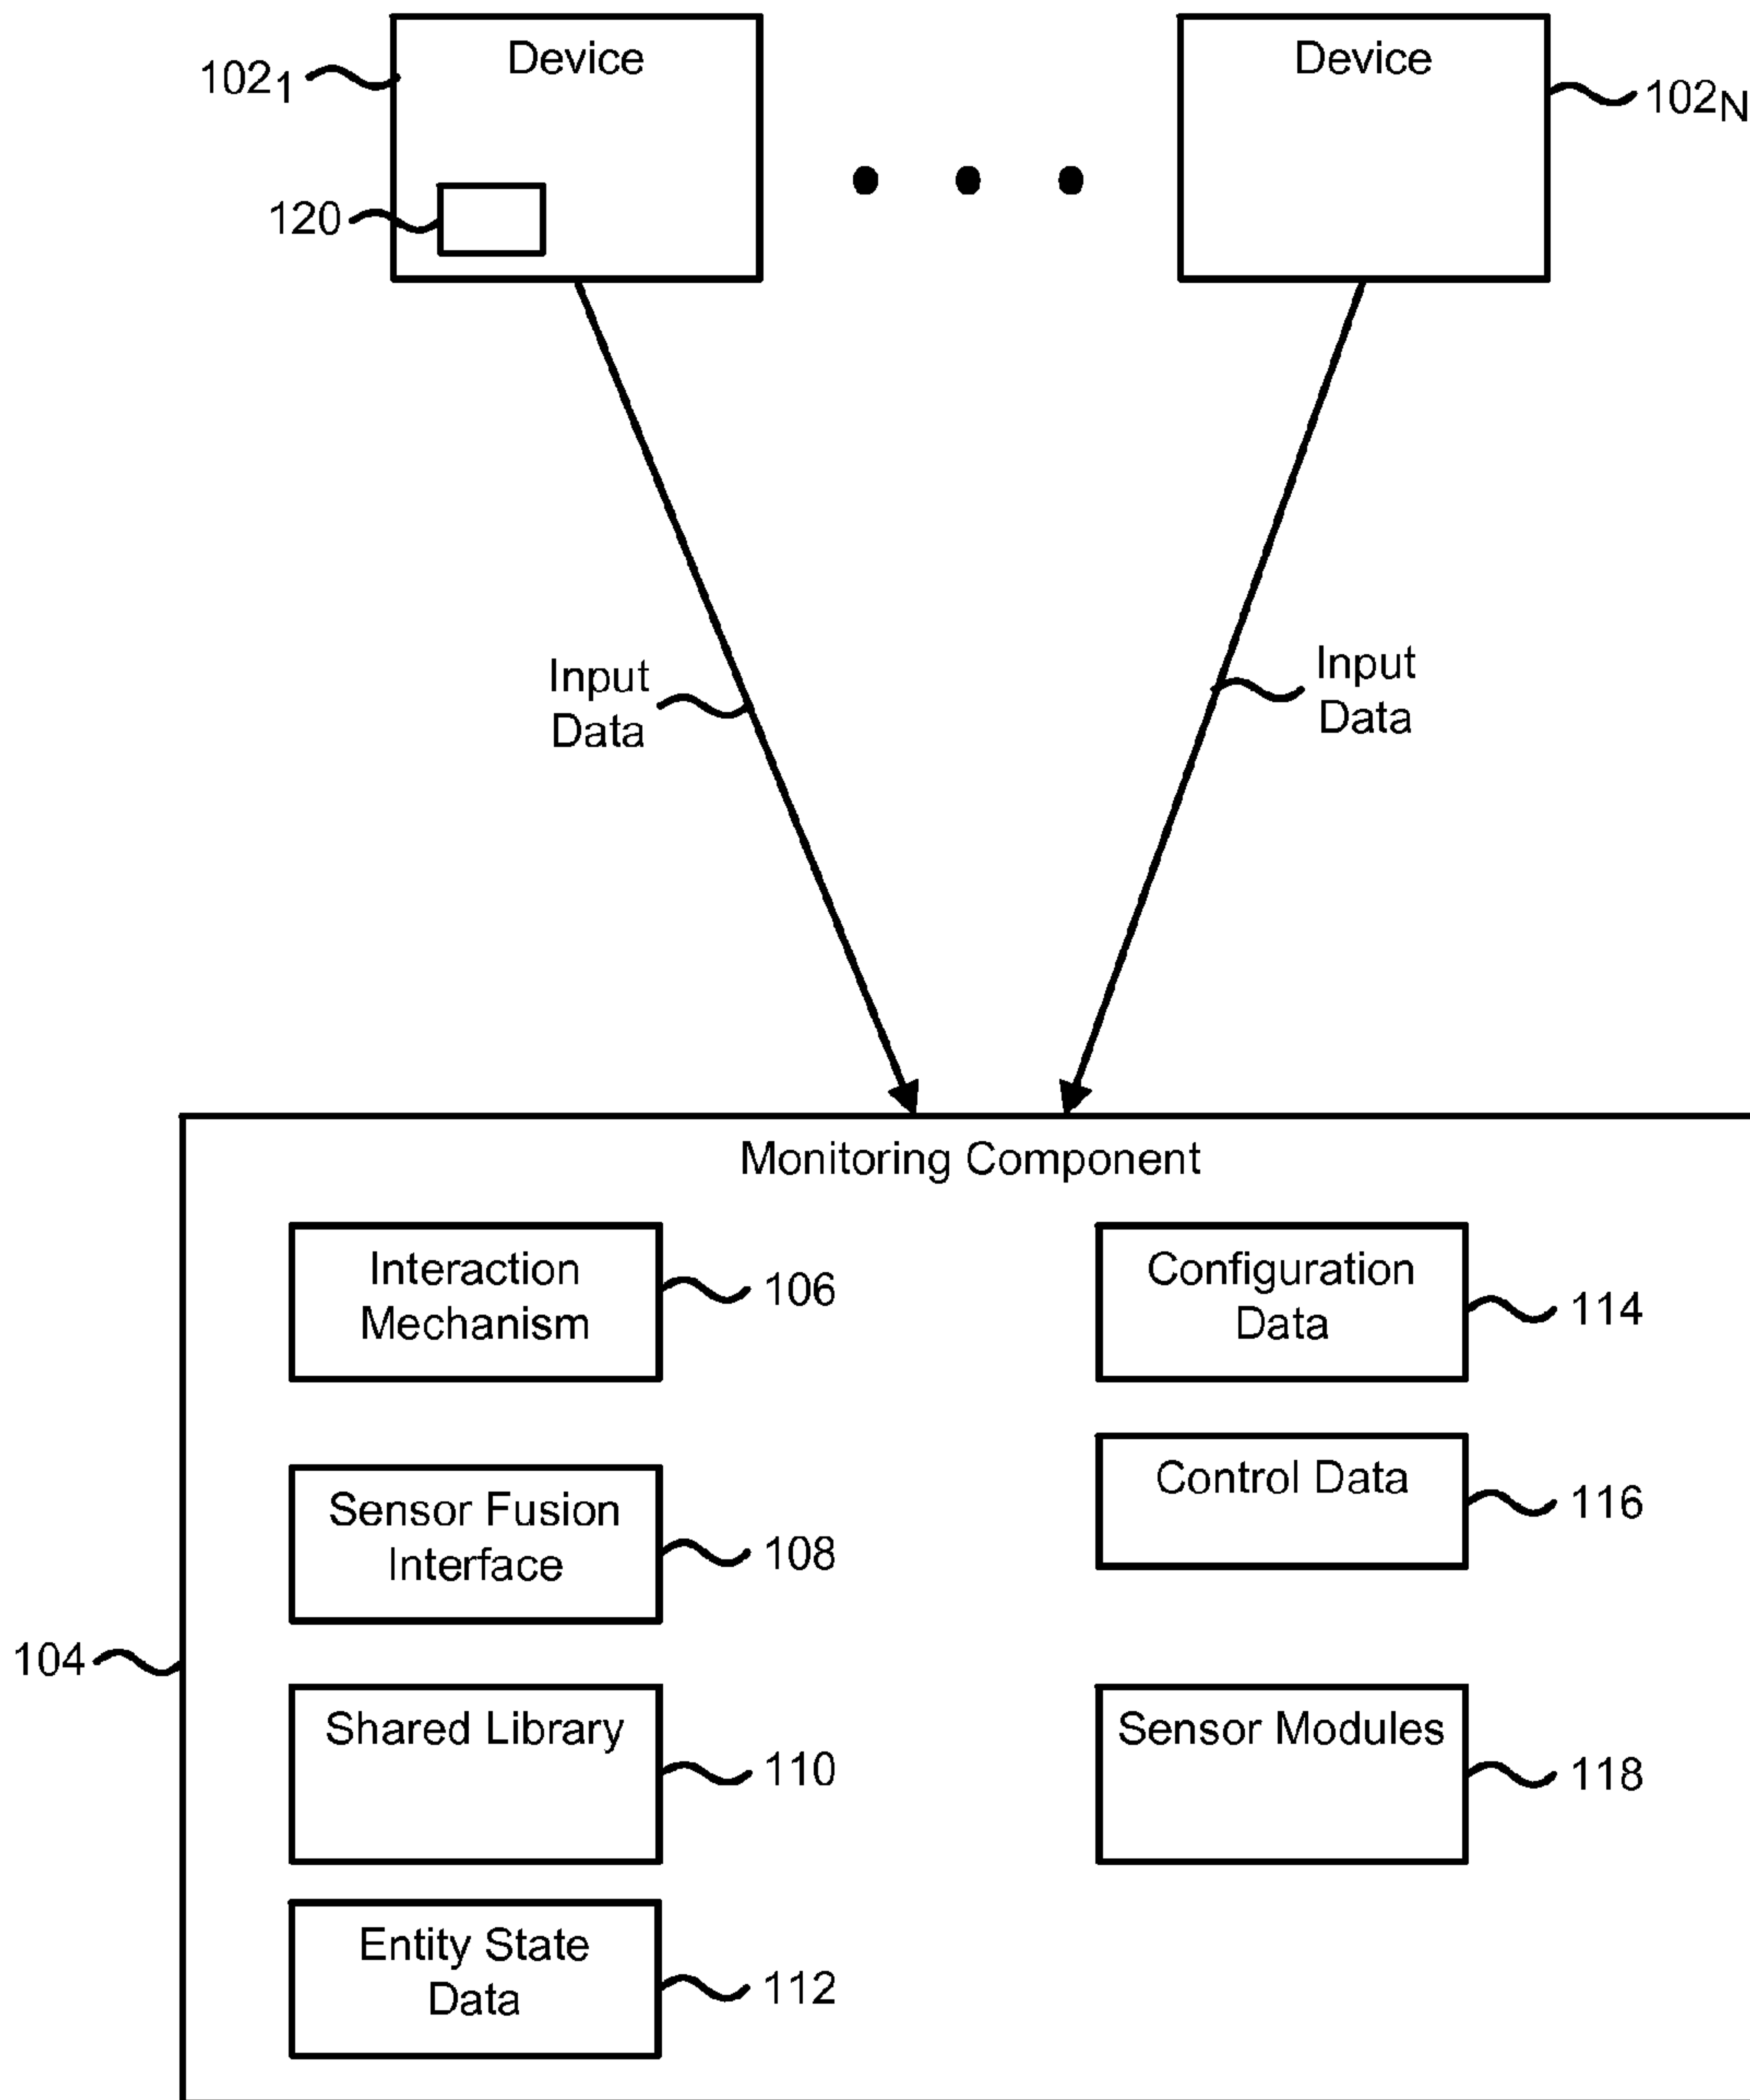 Device
102₁
120
Device
102N
Input
Data
Input
Data
Monitoring Component
Interaction
Mechanism
106
Sensor Fusion
Interface
108
104
Shared Library
110
Entity State
Data
112
Configuration
Data
114
Control Data
116
Sensor Modules
118